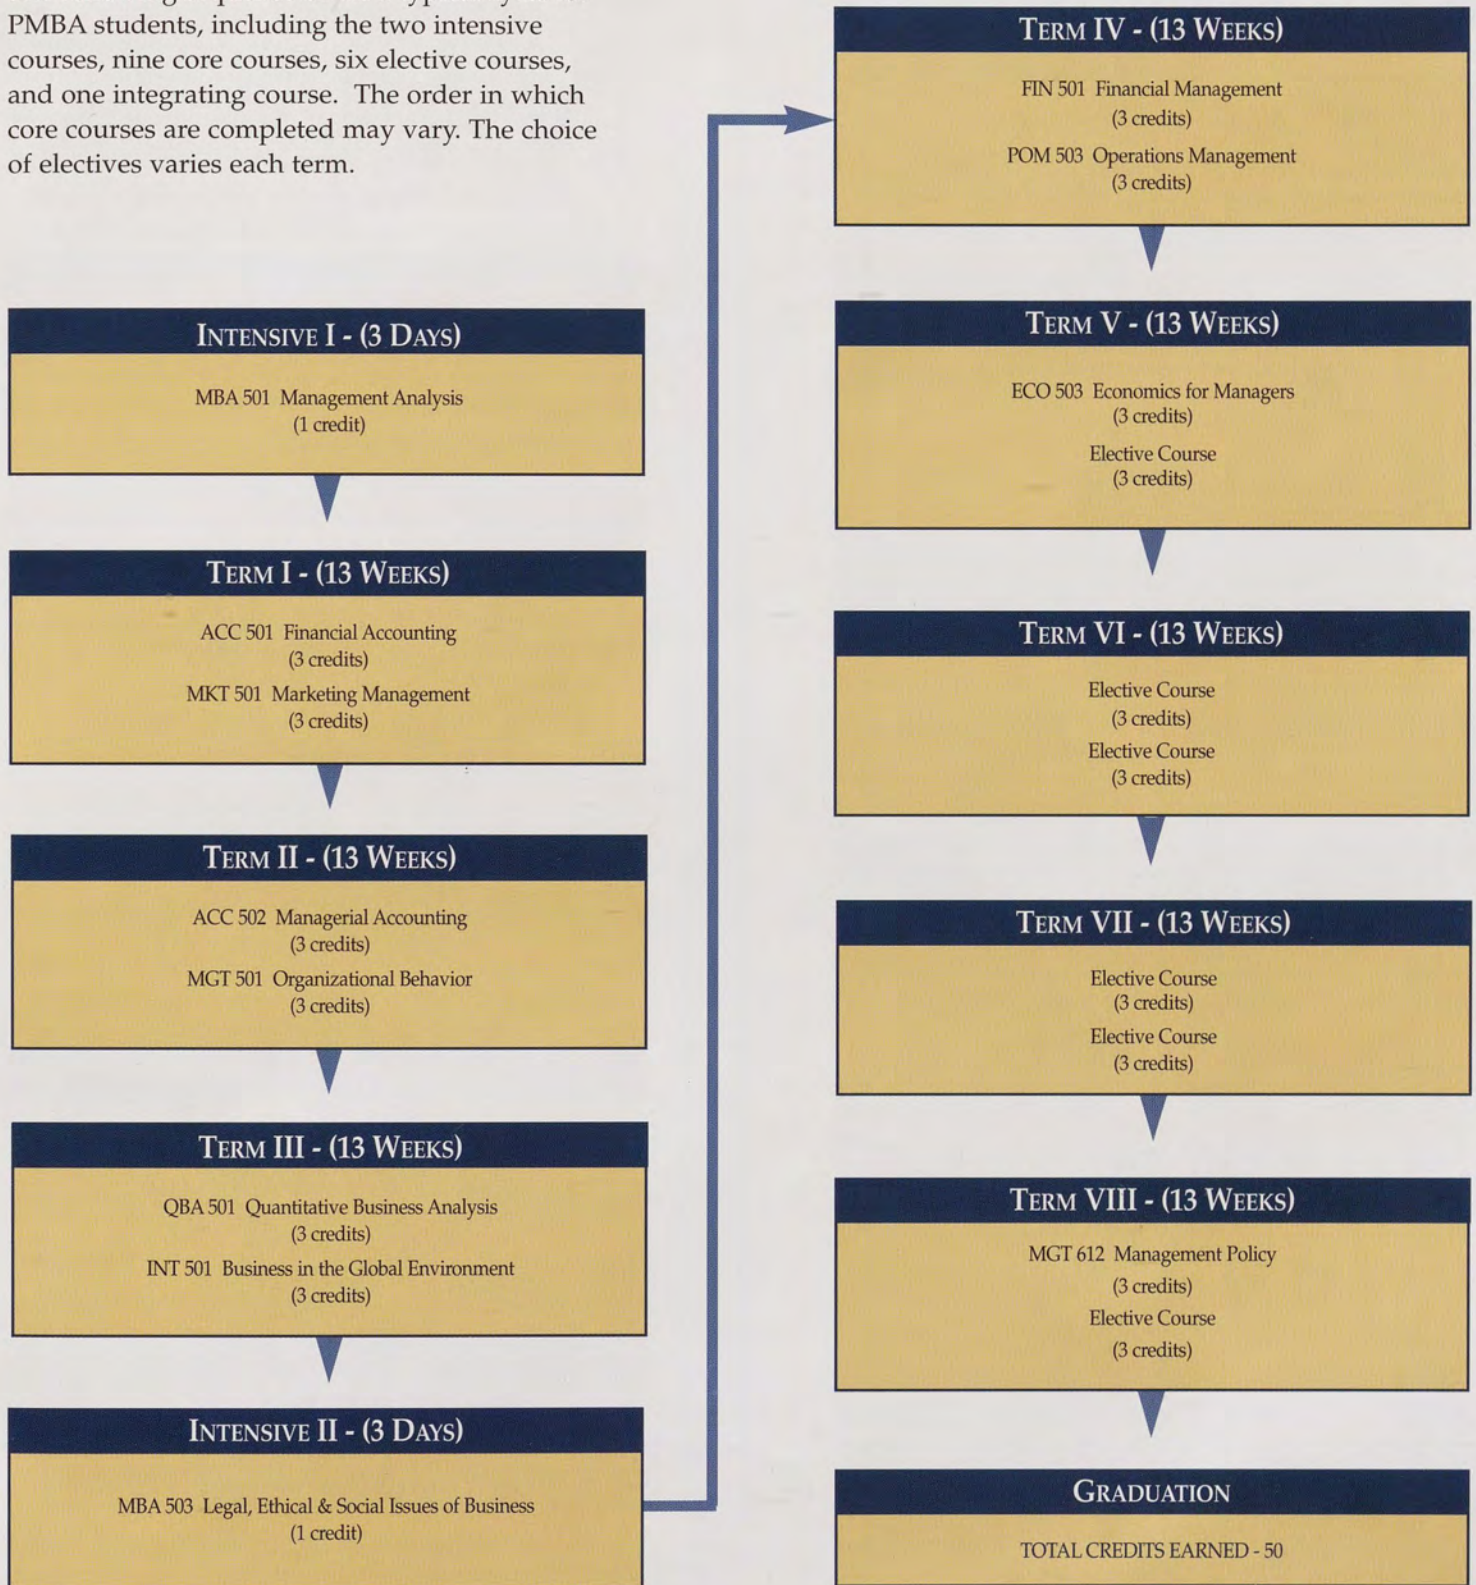 PMBA students, including the two intensive
courses, nine core courses, six elective courses,
and one integrating course. The order in which
core courses are completed may vary. The choice
of electives varies each term.
INTENSIVE I - (3 DAYS)
MBA 501 Management Analysis
(1 credit)
TERM I - (13 WEEKS)
ACC 501 Financial Accounting
(3 credits)
MKT 501 Marketing Management
(3 credits)
TERM II - (13 WEEKS)
ACC 502 Managerial Accounting
(3 credits)
MGT 501 Organizational Behavior
(3 credits)
TERM III - (13 WEEKS)
QBA 501 Quantitative Business Analysis
(3 credits)
INT 501 Business in the Global Environment
(3 credits)
INTENSIVE II - (3 DAYS)
MBA 503 Legal, Ethical & Social Issues of Business
(1 credit)
TERM IV - (13 WEEKS)
FIN 501 Financial Management
(3 credits)
POM 503 Operations Management
(3 credits)
TERM V - (13 WEEKS)
ECO 503 Economics for Managers
(3 credits)
Elective Course
(3 credits)
TERM VI - (13 WEEKS)
Elective Course
(3 credits)
Elective Course
(3 credits)
TERM VII - (13 WEEKS)
Elective Course
(3 credits)
Elective Course
(3 credits)
TERM VIII - (13 WEEKS)
MGT 612 Management Policy
(3 credits)
Elective Course
(3 credits)
GRADUATION
TOTAL CREDITS EARNED - 50